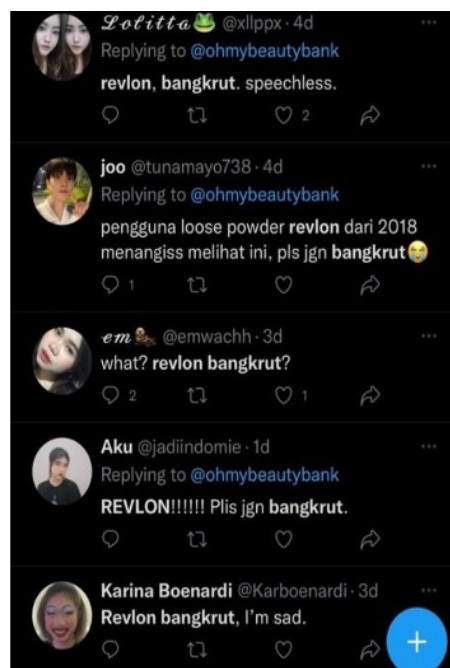 Lolitta🐸 @xllppx · 4d
Replying to @ohmybeautybank
revlon, bangkrut. speechless.
2
joo @tunamayo738 · 4d
Replying to @ohmybeautybank
pengguna loose powder revlon dari 2018
menangiss melihat ini, pls jgn bangkrut😭
1
em🦦 @emwachh · 3d
what? revlon bangkrut?
2 1
Aku @jadiindomie · 1d
Replying to @ohmybeautybank
REVLON!!!!!! Plis jgn bangkrut.
Karina Boenardi @Karboenardi · 3d
Revlon bangkrut, I'm sad.